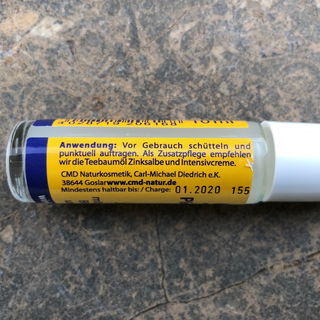 Anwendung: Vor Gebrauch schütteln und
punktuell auftragen. Als Zusatzpflege empfehlen
wir die Teebaumöl Zinksalbe und Intensivcreme.
CMD Naturkosmetik, Carl-Michael Diedrich e.K.
38644 Goslar www.cmd-natur.de
Mindestens haltbar bis: / Charge: 01.2020 155